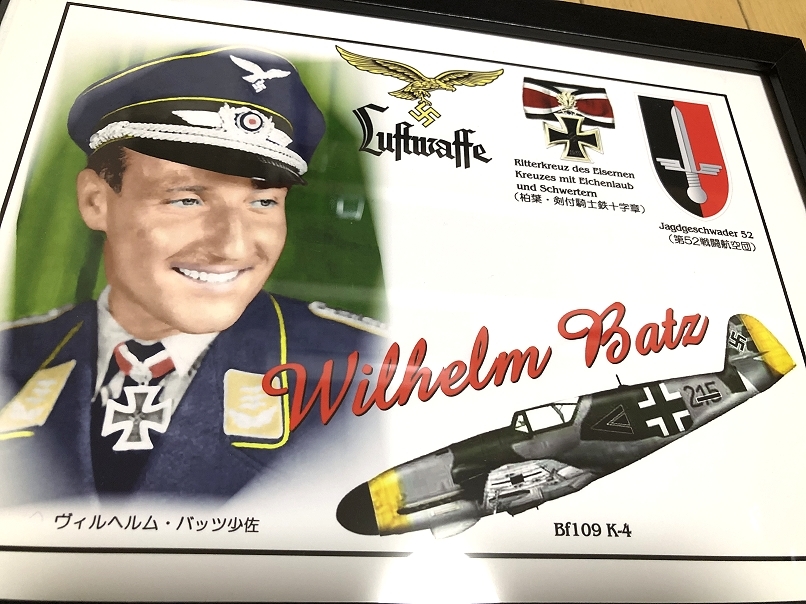 Luftwaffe
Ritterkreuz des Eisernen
Kreuzes mit Eichenlaub
und Schwertern
(柏葉・剣付騎士鉄十字章)
Jagdgeschwader 52
(第52戦闘航空団)
Wilhelm Batz
215
ヴィルヘルム・バッツ少佐
Bf109 K-4